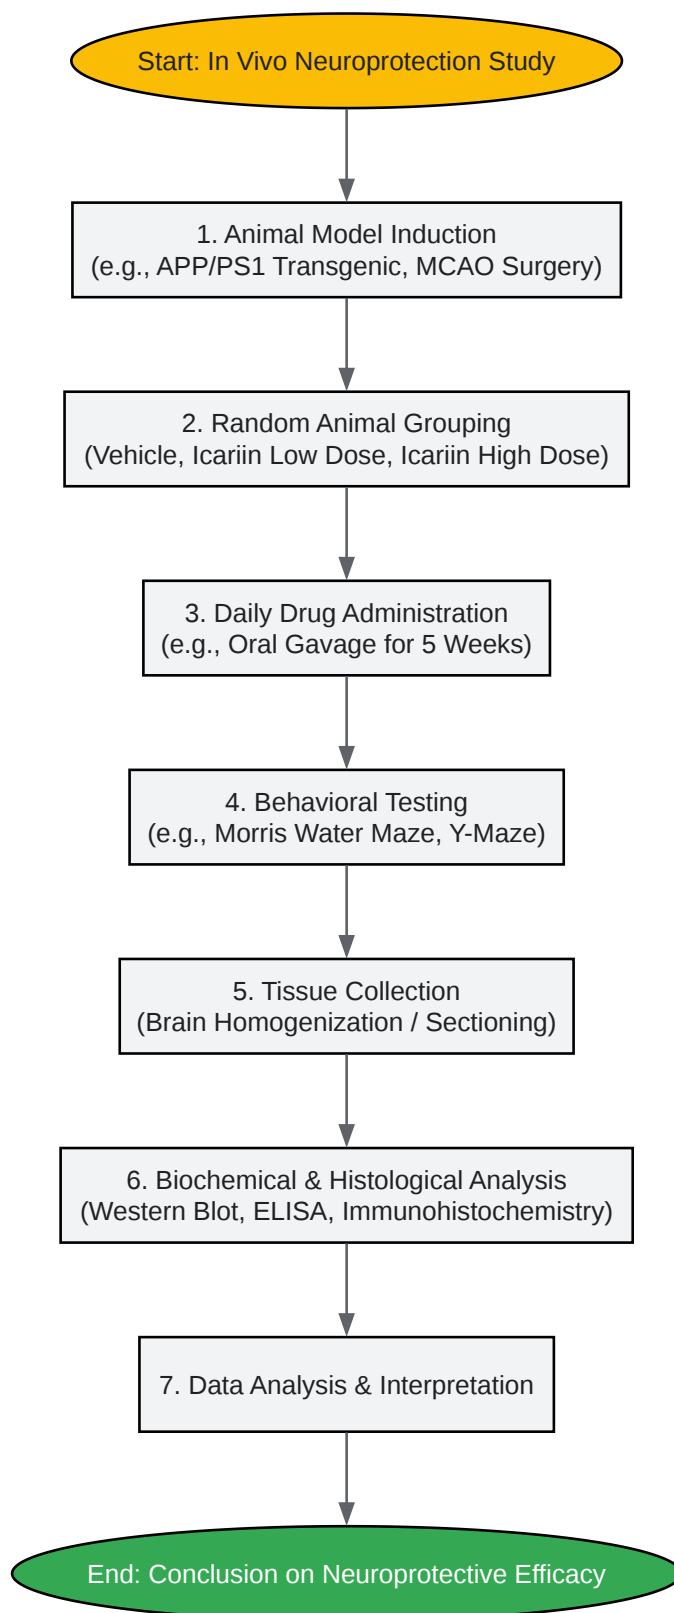 Start: In Vivo Neuroprotection Study
1. Animal Model Induction
(e.g., APP/PS1 Transgenic, MCAO Surgery)
2. Random Animal Grouping
(Vehicle, Icariin Low Dose, Icariin High Dose)
3. Daily Drug Administration
(e.g., Oral Gavage for 5 Weeks)
4. Behavioral Testing
(e.g., Morris Water Maze, Y-Maze)
5. Tissue Collection
(Brain Homogenization / Sectioning)
6. Biochemical & Histological Analysis
(Western Blot, ELISA, Immunohistochemistry)
7. Data Analysis & Interpretation
End: Conclusion on Neuroprotective Efficacy